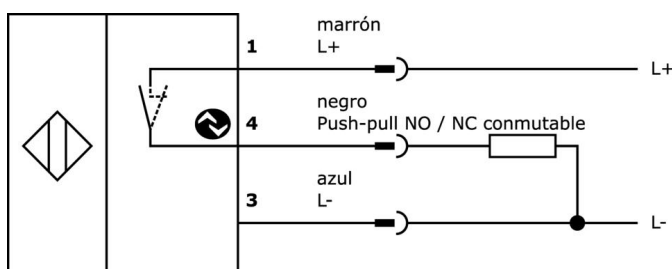 marrón
1 L+
L+
negro
4 Push-pull NO / NC conmutable
azul
3 L-
L-